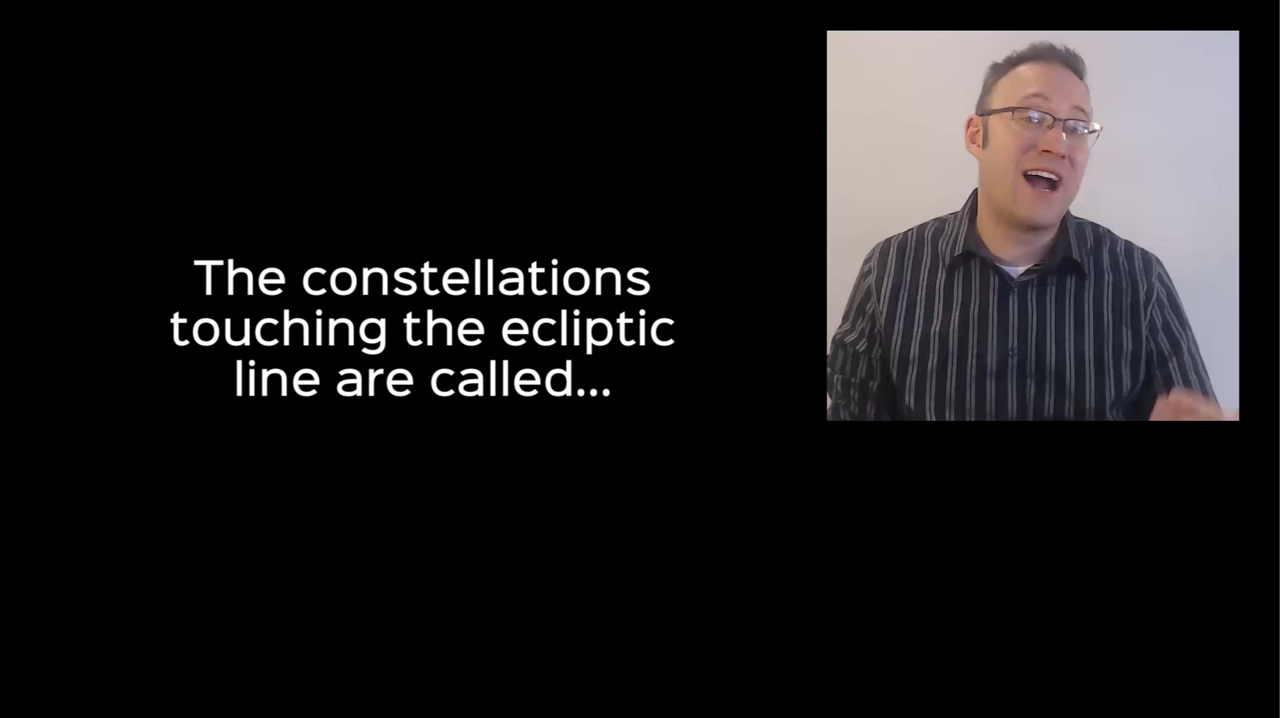 The constellations
touching the ecliptic
line are called...